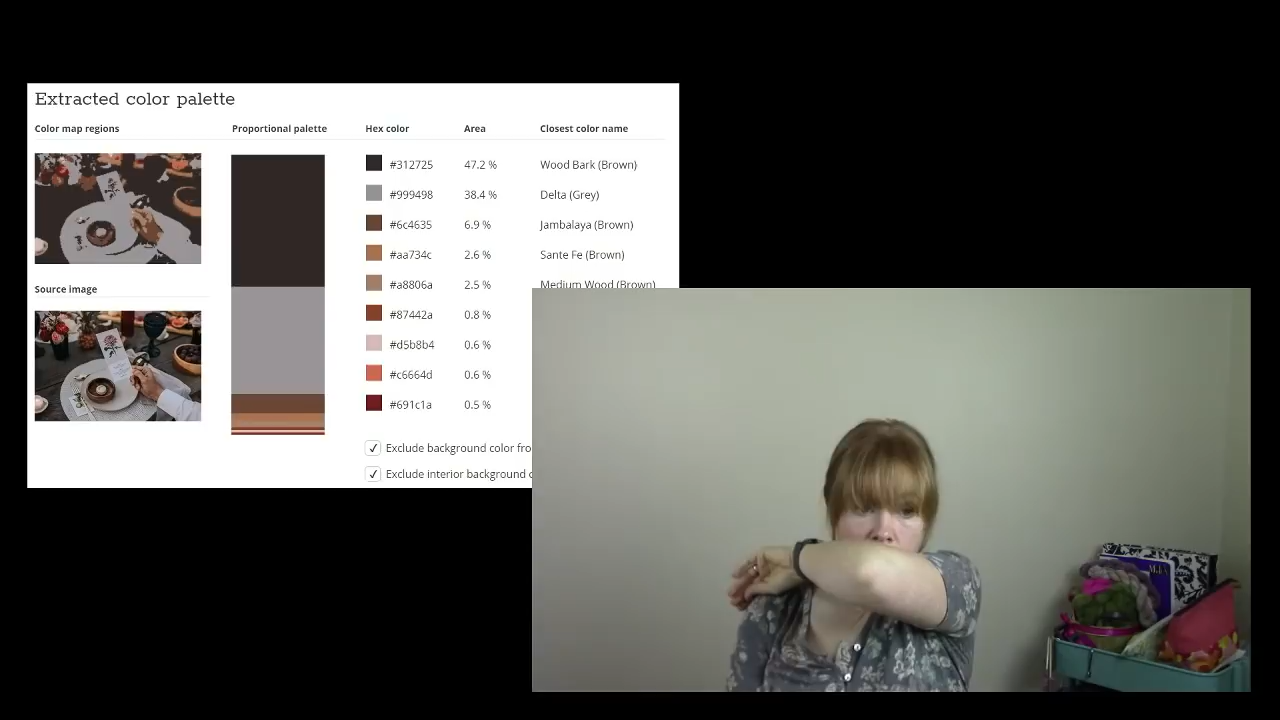 Extracted color palette
Color map regions Proportional palette Hex color Area Closest color name
#312725 47.2 % Wood Bark (Brown)
#999498 38.4 % Delta (Grey)
#6c4635 6.9 % Jambalaya (Brown)
#aa734c 2.6 % Sante Fe (Brown)
#a8806a 2.5 % Medium Wood (Brown)
Source image
#87442a 0.8 %
#d5b8b4 0.6 %
#c6664d 0.6 %
#691c1a 0.5 %
Exclude background color fro
Exclude interior background